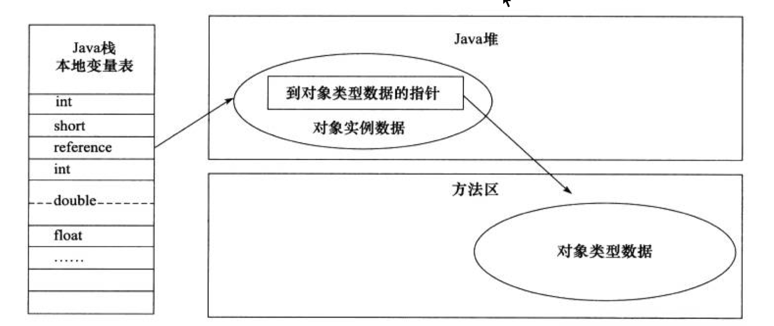 Java栈
本地变量表
int
short
reference
int
double
float
……
Java堆
到对象类型数据的指针
对象实例数据
方法区
对象类型数据